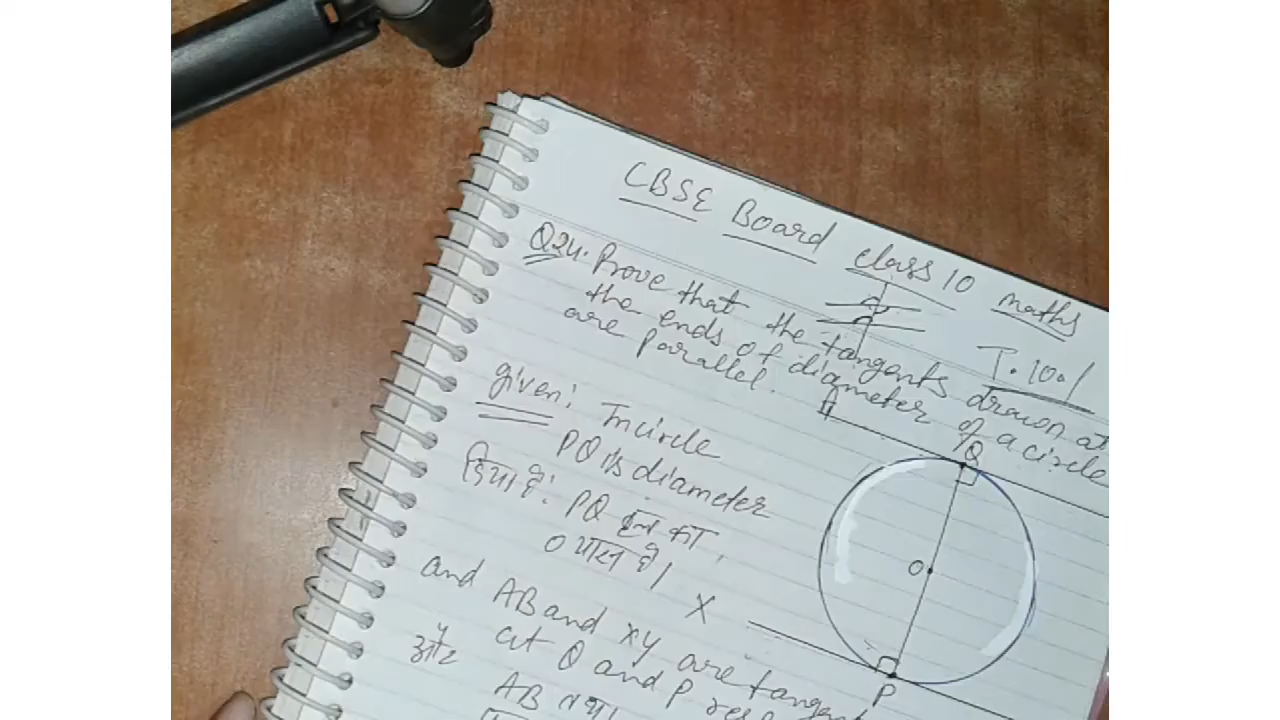 CBSE Board class 10 maths
T. 10.1
Q24. Prove that the tangents drawn at
the ends of diameter of a circle
are parallel.
given: In circle
PQ is diameter
दिया है: PQ वृत्त का
व्यास है।
and AB and xy are tangent
at Q and P
और AB तथा
A
Q
O
X
P